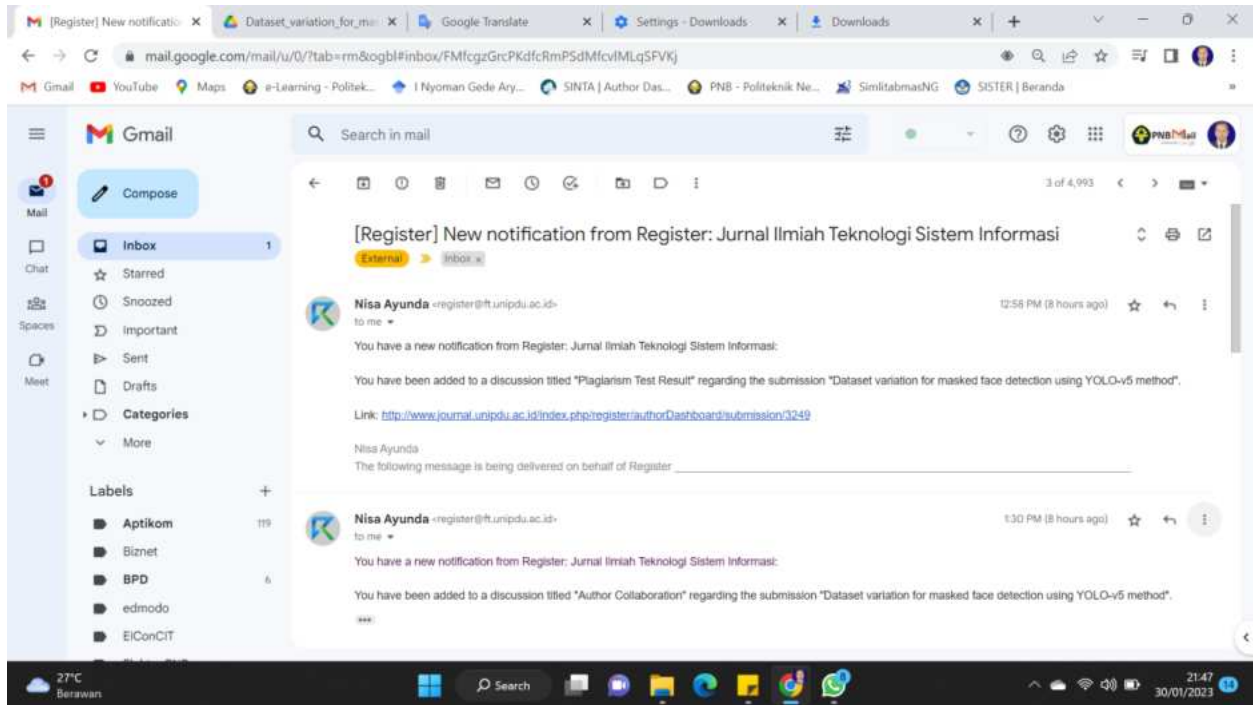 [Register] New notificatio
Dataset_variation_for_ma
Google Translate
Settings - Downloads
Downloads
mail.google.com/mail/u/0/?tab=rm&ogbl#inbox/FMfcgzGrcPKdfcRmPSdMfcvlMLqSFVKj
Gmail
YouTube
Maps
e-Learning - Politek...
I Nyoman Gede Ary...
SINTA | Author Das...
PNB - Politeknik Ne...
SimlitabmasNG
SISTER | Beranda
Gmail
Search in mail
PNBMail
1
Mail
Chat
Spaces
Meet
Compose
Inbox 1
Starred
Snoozed
Important
Sent
Drafts
Categories
More
Labels
Aptikom 119
Biznet
BPD 6
edmodo
EIConCIT
3 of 4,993
[Register] New notification from Register: Jurnal Ilmiah Teknologi Sistem Informasi
External Inbox x
Nisa Ayunda <register@ft.unipdu.ac.id> 12:58 PM (8 hours ago)
to me
You have a new notification from Register: Jurnal Ilmiah Teknologi Sistem Informasi:
You have been added to a discussion titled "Plagiarism Test Result" regarding the submission "Dataset variation for masked face detection using YOLO-v5 method".
Link: http://www.journal.unipdu.ac.id/index.php/register/authorDashboard/submission/3249
Nisa Ayunda
The following message is being delivered on behalf of Register
Nisa Ayunda <register@ft.unipdu.ac.id> 1:30 PM (8 hours ago)
to me
You have a new notification from Register: Jurnal Ilmiah Teknologi Sistem Informasi:
You have been added to a discussion titled "Author Collaboration" regarding the submission "Dataset variation for masked face detection using YOLO-v5 method".
27°C
Berawan
Search
21:47
30/01/2023
14